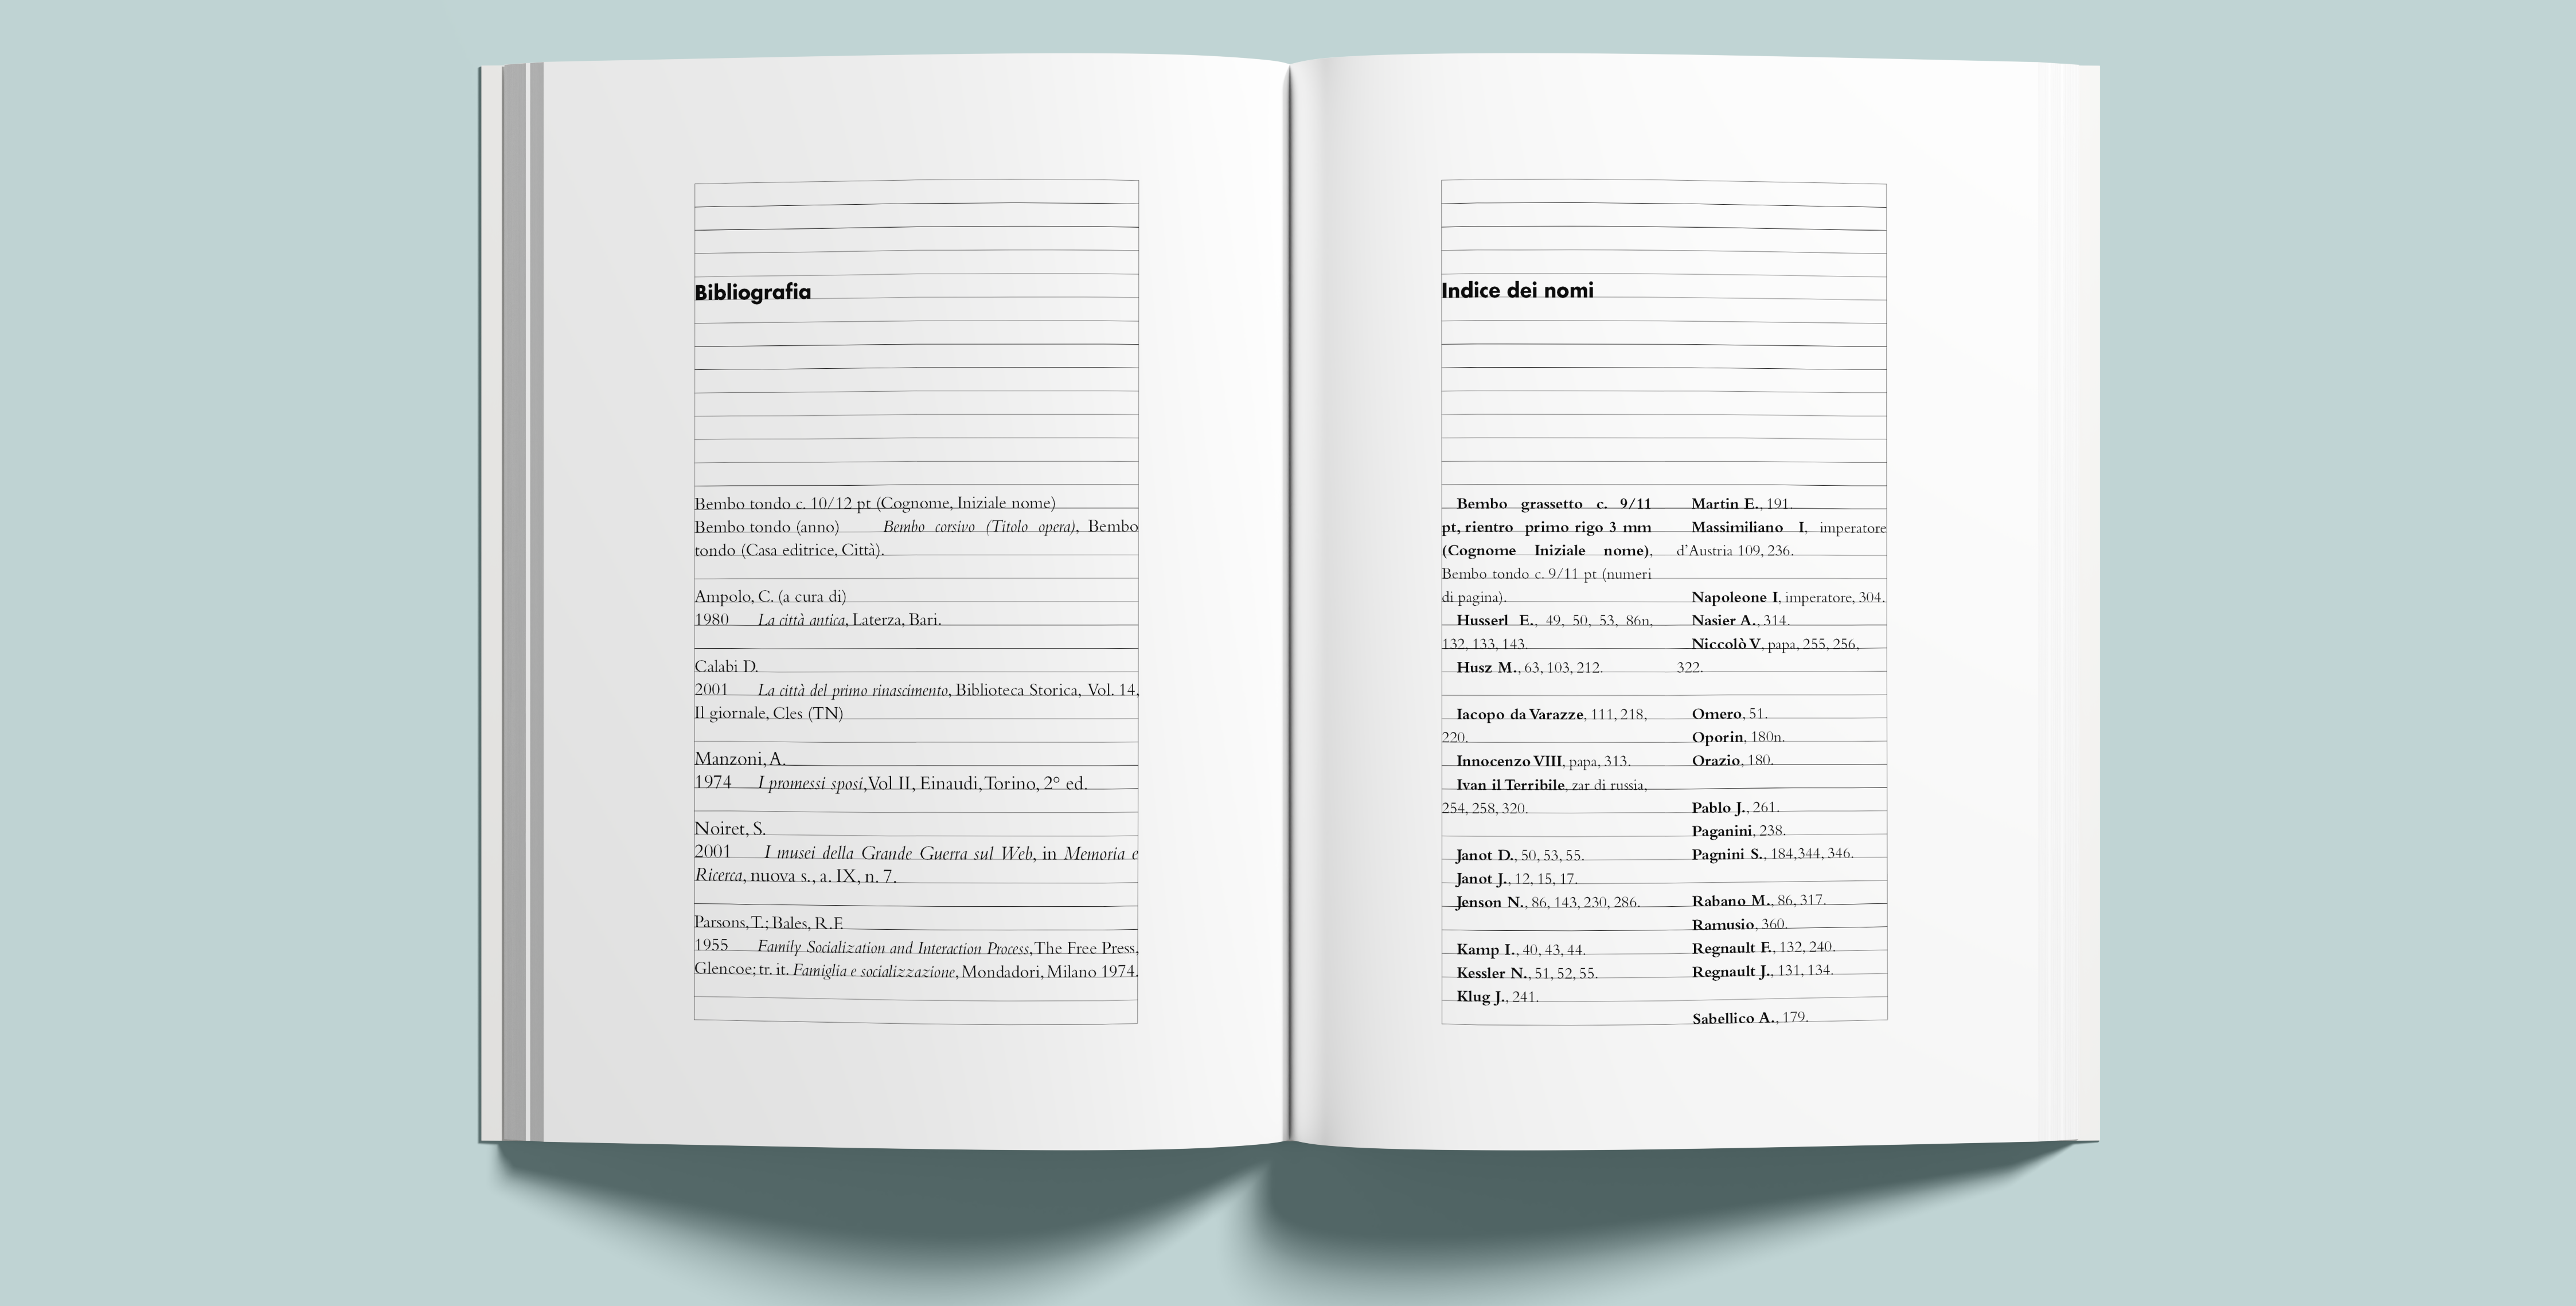 Bibliografia
Bembo tondo c. 10/12 pt (Cognome, Iniziale nome)
Bembo tondo (anno) Bembo corsivo (Titolo opera), Bembo
tondo (Casa editrice, Città).
Ampolo, C. (a cura di)
1980 La città antica, Laterza, Bari.
Calabi D.
2001 La città del primo rinascimento, Biblioteca Storica, Vol. 14,
Il giornale, Cles (TN)
Manzoni, A.
1974 I promessi sposi, Vol II, Einaudi, Torino, 2° ed.
Noiret, S.
2001 I musei della Grande Guerra sul Web, in Memoria e
Ricerca, nuova s., a. IX, n. 7.
Parsons, T.; Bales, R.F.
1955 Family Socialization and Interaction Process, The Free Press,
Glencoe; tr. it. Famiglia e socializzazione, Mondadori, Milano 1974.
Indice dei nomi
Bembo grassetto c. 9/11
pt, rientro primo rigo 3 mm
(Cognome Iniziale nome),
Bembo tondo c. 9/11 pt (numeri
di pagina).
Husserl E., 49, 50, 53, 86n,
132, 133, 143.
Husz M., 63, 103, 212.
Iacopo da Varazze, 111, 218,
220.
Innocenzo VIII, papa, 313.
Ivan il Terribile, zar di russia,
254, 258, 320.
Janot D., 50, 53, 55.
Janot J., 12, 15, 17.
Jenson N., 86, 143, 230, 286.
Kamp I., 40, 43, 44.
Kessler N., 51, 52, 55.
Klug J., 241.
Martin E., 191.
Massimiliano I, imperatore
d'Austria 109, 236.
Napoleone I, imperatore, 304.
Nasier A., 314.
Niccolò V, papa, 255, 256,
322.
Omero, 51.
Oporin, 180n.
Orazio, 180.
Pablo J., 261.
Paganini, 238.
Pagnini S., 184,344, 346.
Rabano M., 86, 317.
Ramusio, 360.
Regnault F., 132, 240.
Regnault J., 131, 134.
Sabellico A., 179.